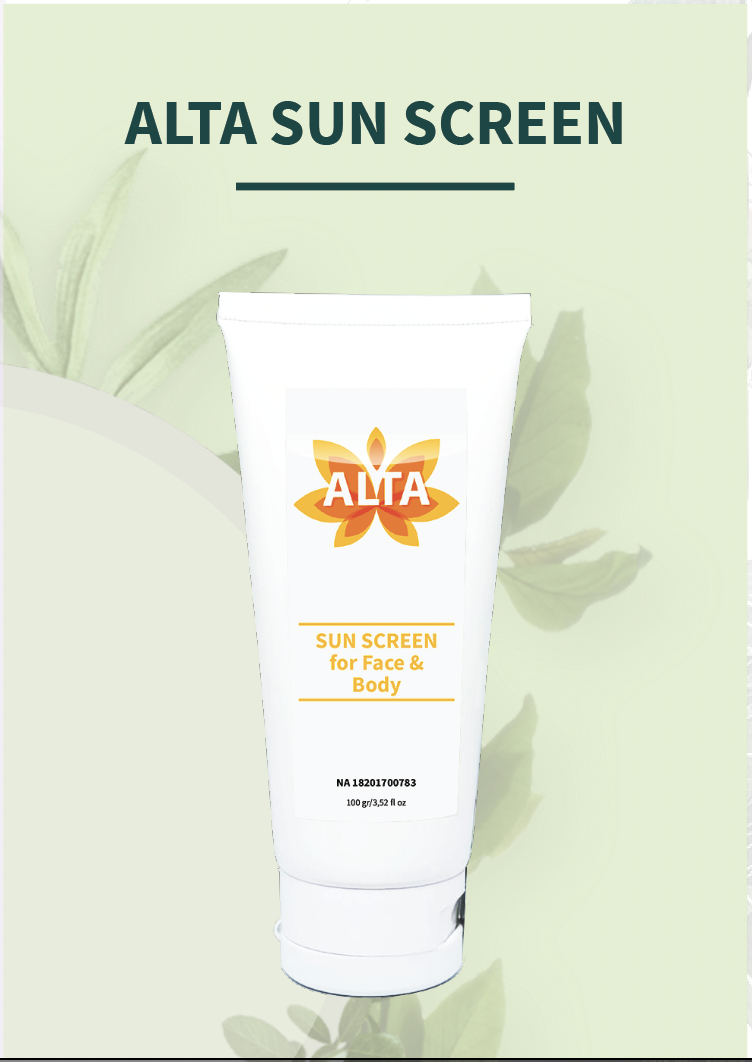 ALTA SUN SCREEN
ALTA
SUN SCREEN
for Face &
Body
NA 18201700783
100 gr/3,52 fl oz